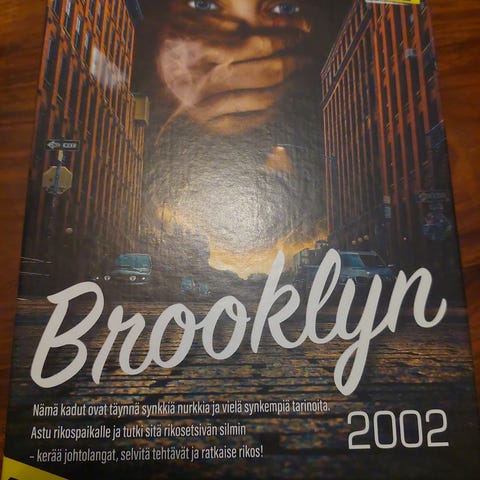 Brooklyn
Nämä kadut ovat täynnä synkkiä nurkkia ja vielä synkempiä tarinoita.
Astu rikospaikalle ja tutki sitä rikosetsivän silmin
– kerää johtolangat, selvitä tehtävät ja ratkaise rikos!
2002